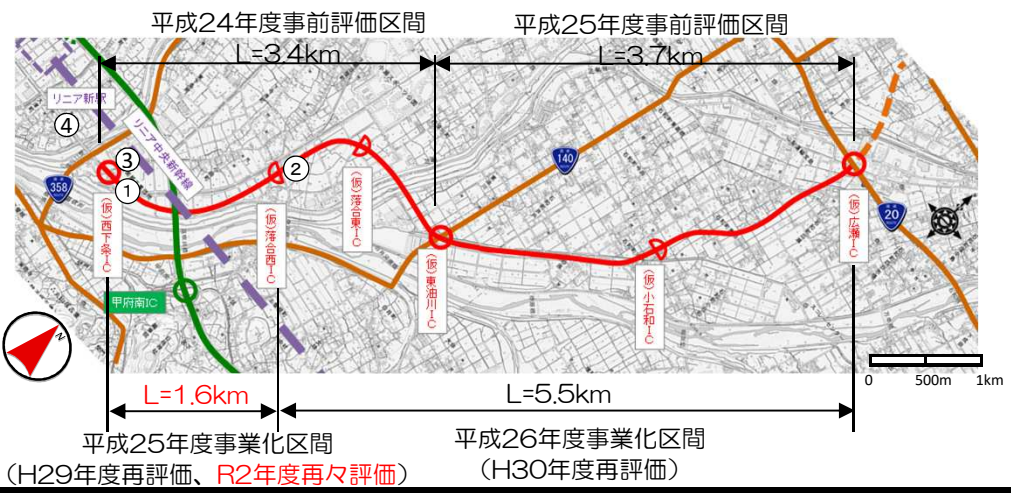 平成24年度事前評価区間
平成25年度事前評価区間
L=3.4km
L=3.7km
リニア新駅
④
リニア中央新幹線
③
①
②
140
358
20
(仮)西下条IC
(仮)落合西IC
(仮)落合東IC
(仮)東油川IC
(仮)小石和IC
(仮)広瀬IC
甲府南IC
N
0 500m 1km
L=1.6km
L=5.5km
平成25年度事業化区間
(H29年度再評価、R2年度再々評価)
平成26年度事業化区間
(H30年度再評価)